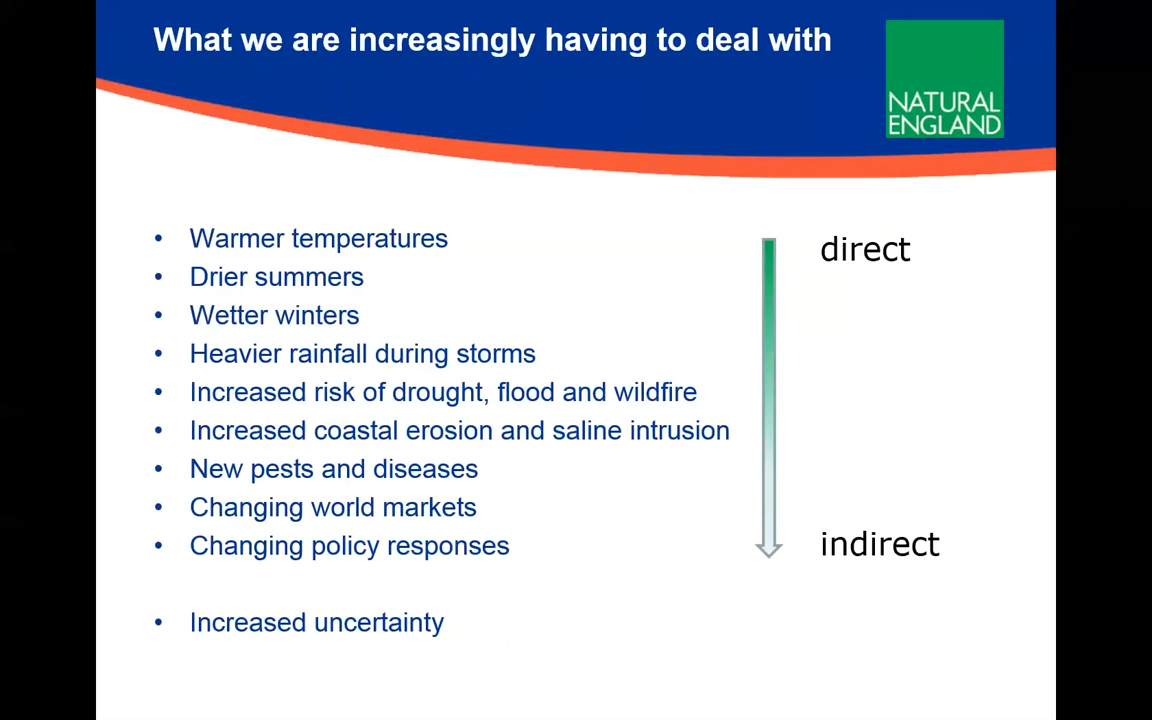 What we are increasingly having to deal with
NATURAL
ENGLAND
• Warmer temperatures
• Drier summers
• Wetter winters
• Heavier rainfall during storms
• Increased risk of drought, flood and wildfire
• Increased coastal erosion and saline intrusion
• New pests and diseases
• Changing world markets
• Changing policy responses
• Increased uncertainty
direct
indirect